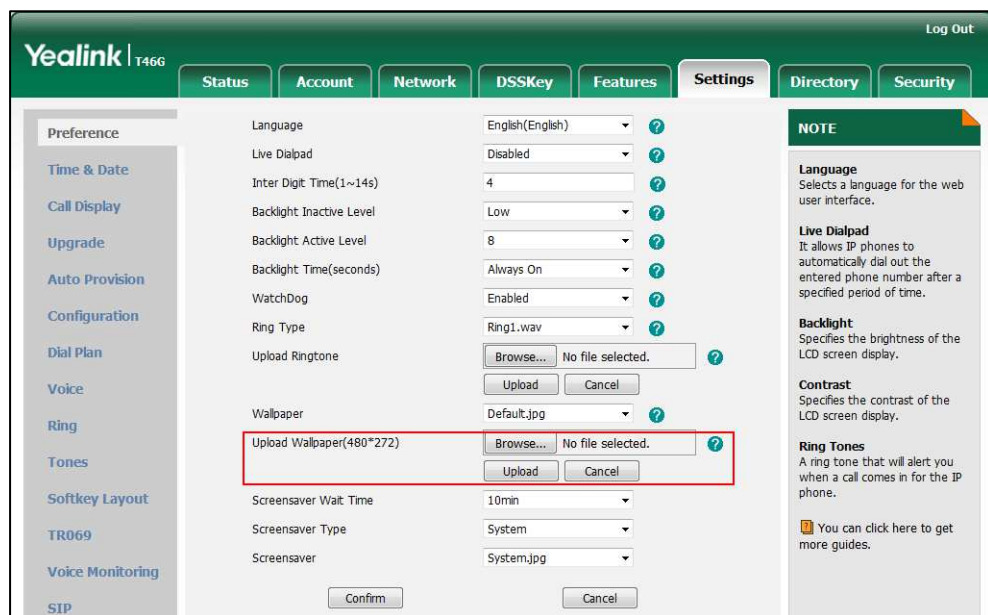 Log Out
Yealink T46G
Status Account Network DSSKey Features Settings Directory Security
Preference
Time & Date
Call Display
Upgrade
Auto Provision
Configuration
Dial Plan
Voice
Ring
Tones
Softkey Layout
TR069
Voice Monitoring
SIP
Language English(English) ?
Live Dialpad Disabled ?
Inter Digit Time(1~14s) 4 ?
Backlight Inactive Level Low ?
Backlight Active Level 8 ?
Backlight Time(seconds) Always On ?
WatchDog Enabled ?
Ring Type Ring1.wav ?
Upload Ringtone Browse... No file selected. ?
Upload Cancel
Wallpaper Default.jpg ?
Upload Wallpaper(480*272) Browse... No file selected. ?
Upload Cancel
Screensaver Wait Time 10min
Screensaver Type System
Screensaver System.jpg
Confirm Cancel
NOTE
Language
Selects a language for the web
user interface.
Live Dialpad
It allows IP phones to
automatically dial out the
entered phone number after a
specified period of time.
Backlight
Specifies the brightness of the
LCD screen display.
Contrast
Specifies the contrast of the
LCD screen display.
Ring Tones
A ring tone that will alert you
when a call comes in for the IP
phone.
? You can click here to get
more guides.